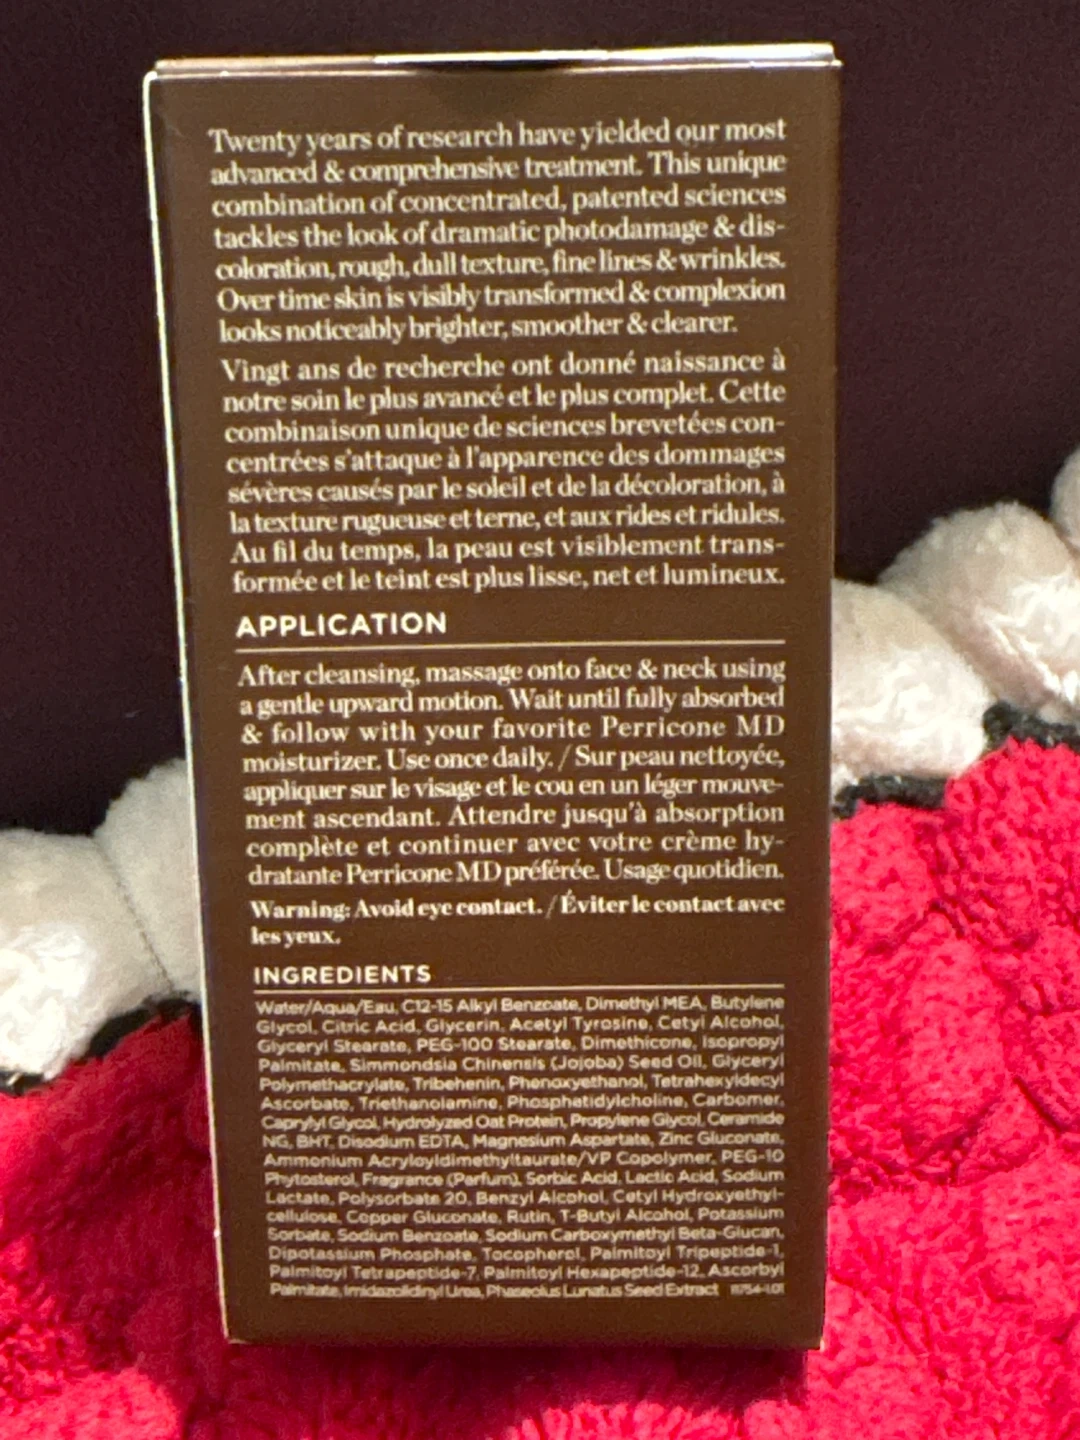 Twenty years of research have yielded our most
advanced & comprehensive treatment. This unique
combination of concentrated, patented sciences
tackles the look of dramatic photodamage & dis-
coloration, rough, dull texture, fine lines & wrinkles.
Over time skin is visibly transformed & complexion
looks noticeably brighter, smoother & clearer.
Vingt ans de recherche ont donné naissance à
notre soin le plus avancé et le plus complet. Cette
combinaison unique de sciences brevetées con-
centrées s'attaque à l'apparence des dommages
sévères causés par le soleil et de la décoloration, à
la texture rugueuse et terne, et aux rides et ridules.
Au fil du temps, la peau est visiblement trans-
formée et le teint est plus lisse, net et lumineux.
APPLICATION
After cleansing, massage onto face & neck using
a gentle upward motion. Wait until fully absorbed
& follow with your favorite Perricone MD
moisturizer. Use once daily. / Sur peau nettoyée,
appliquer sur le visage et le cou en un léger mouve-
ment ascendant. Attendre jusqu'à absorption
complète et continuer avec votre crème hy-
dratante Perricone MD préférée. Usage quotidien.
Warning: Avoid eye contact. / Éviter le contact avec
les yeux.
INGREDIENTS
Water/Aqua/Eau, C12-15 Alkyl Benzoate, Dimethyl MEA, Butylene
Glycol, Citric Acid, Glycerin, Acetyl Tyrosine, Cetyl Alcohol,
Glyceryl Stearate, PEG-100 Stearate, Dimethicone, Isopropyl
Palmitate, Simmondsia Chinensis (Jojoba) Seed Oil, Glyceryl
Polymethacrylate, Tribehenin, Phenoxyethanol, Tetrahexyldecyl
Ascorbate, Triethanolamine, Phosphatidylcholine, Carbomer,
Caprylyl Glycol, Hydrolyzed Oat Protein, Propylene Glycol, Ceramide
NG, BHT, Disodium EDTA, Magnesium Aspartate, Zinc Gluconate,
Ammonium Acryloyldimethyltaurate/VP Copolymer, PEG-10
Phytosterol, Fragrance (Parfum), Sorbic Acid, Lactic Acid, Sodium
Lactate, Polysorbate 20, Benzyl Alcohol, Cetyl Hydroxyethyl-
cellulose, Copper Gluconate, Rutin, T-Butyl Alcohol, Potassium
Sorbate, Sodium Benzoate, Sodium Carboxymethyl Beta-Glucan,
Dipotassium Phosphate, Tocopherol, Palmitoyl Tripeptide-1,
Palmitoyl Tetrapeptide-7, Palmitoyl Hexapeptide-12, Ascorbyl
Palmitate, Imidazolidinyl Urea, Phaseolus Lunatus Seed Extract